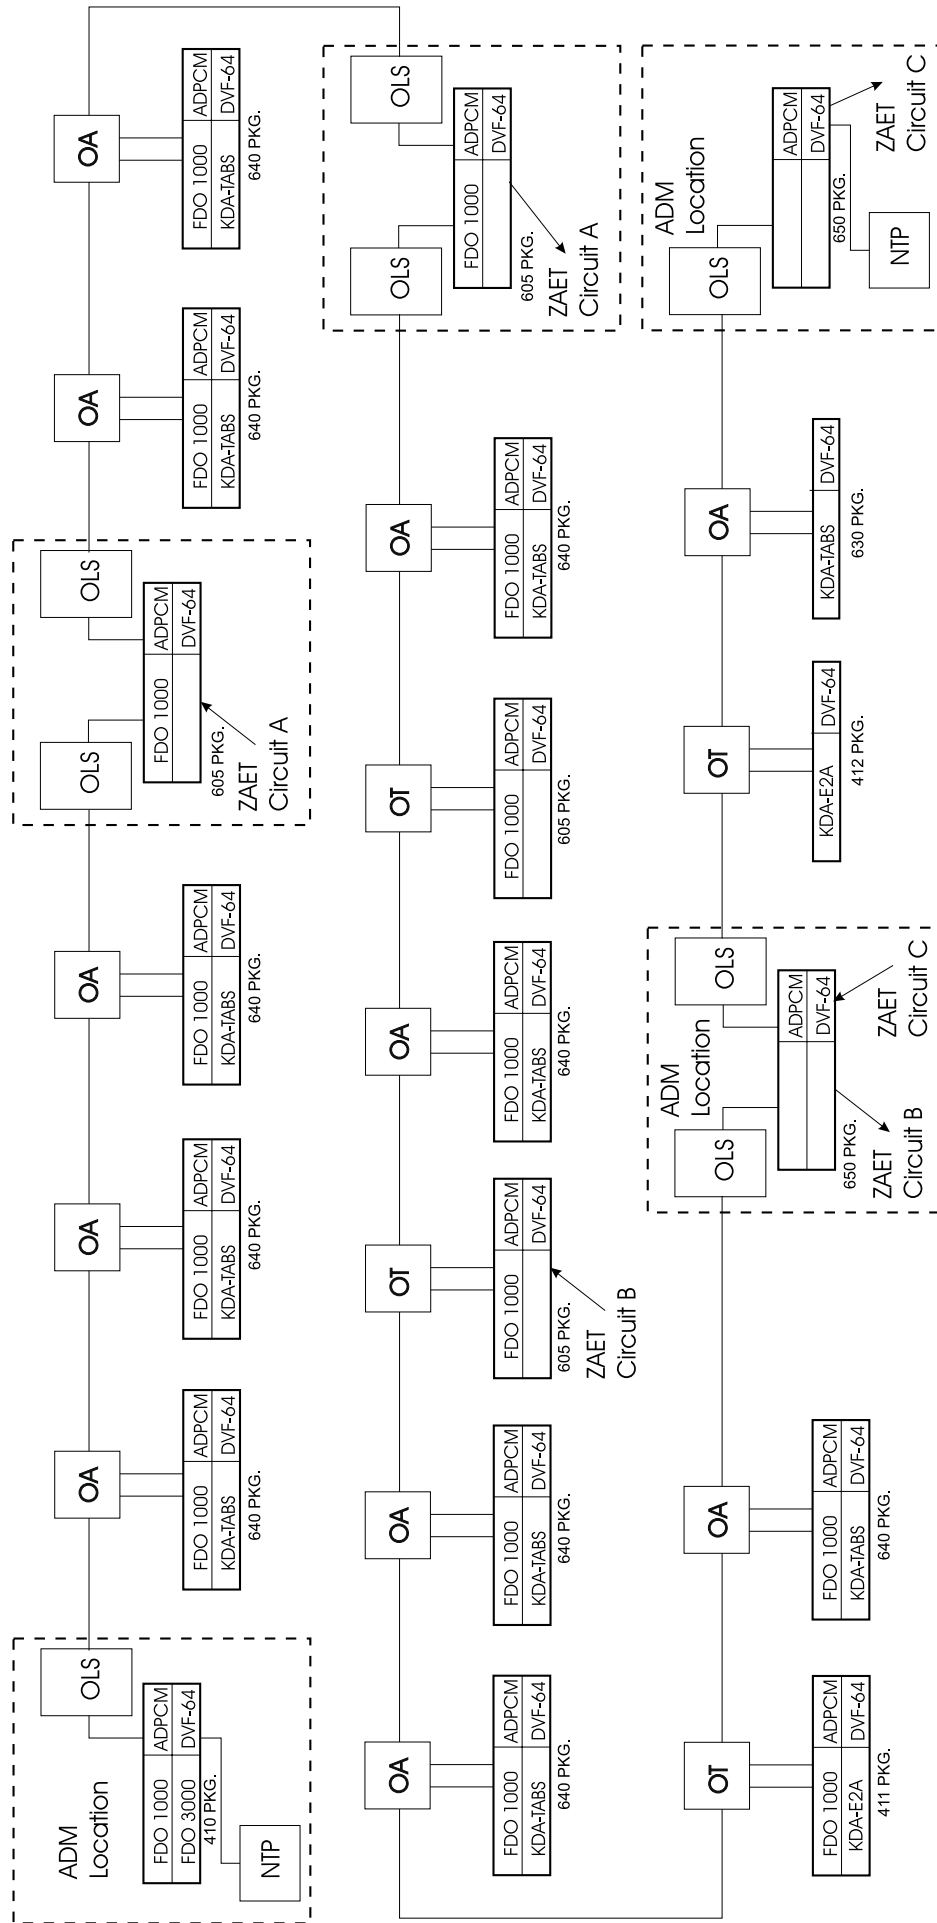 ADM
Location
OLS
FDO 1000 ADPCM
FDO 3000 DVF-64
410 PKG.
NTP
OA
FDO 1000 ADPCM
KDA-TABS DVF-64
640 PKG.
OA
FDO 1000 ADPCM
KDA-TABS DVF-64
640 PKG.
OA
FDO 1000 ADPCM
KDA-TABS DVF-64
640 PKG.
OLS
OLS
FDO 1000 ADPCM
DVF-64
605 PKG.
ZAET
Circuit A
OA
FDO 1000 ADPCM
KDA-TABS DVF-64
640 PKG.
OA
FDO 1000 ADPCM
KDA-TABS DVF-64
640 PKG.
OA
FDO 1000 ADPCM
KDA-TABS DVF-64
640 PKG.
OA
FDO 1000 ADPCM
KDA-TABS DVF-64
640 PKG.
OT
FDO 1000 ADPCM
DVF-64
605 PKG.
ZAET
Circuit B
OA
FDO 1000 ADPCM
KDA-TABS DVF-64
640 PKG.
OT
FDO 1000 ADPCM
DVF-64
605 PKG.
OA
FDO 1000 ADPCM
KDA-TABS DVF-64
640 PKG.
OLS
OLS
FDO 1000 ADPCM
DVF-64
605 PKG.
ZAET
Circuit A
OT
FDO 1000 ADPCM
KDA-E2A DVF-64
411 PKG.
OA
FDO 1000 ADPCM
KDA-TABS DVF-64
640 PKG.
ADM
Location
OLS
OLS
ADPCM
DVF-64
650 PKG.
ZAET
Circuit B
ZAET
Circuit C
OT
KDA-E2A DVF-64
412 PKG.
OA
KDA-TABS DVF-64
630 PKG.
ADM
Location
OLS
ADPCM
DVF-64
650 PKG.
NTP
ZAET
Circuit C